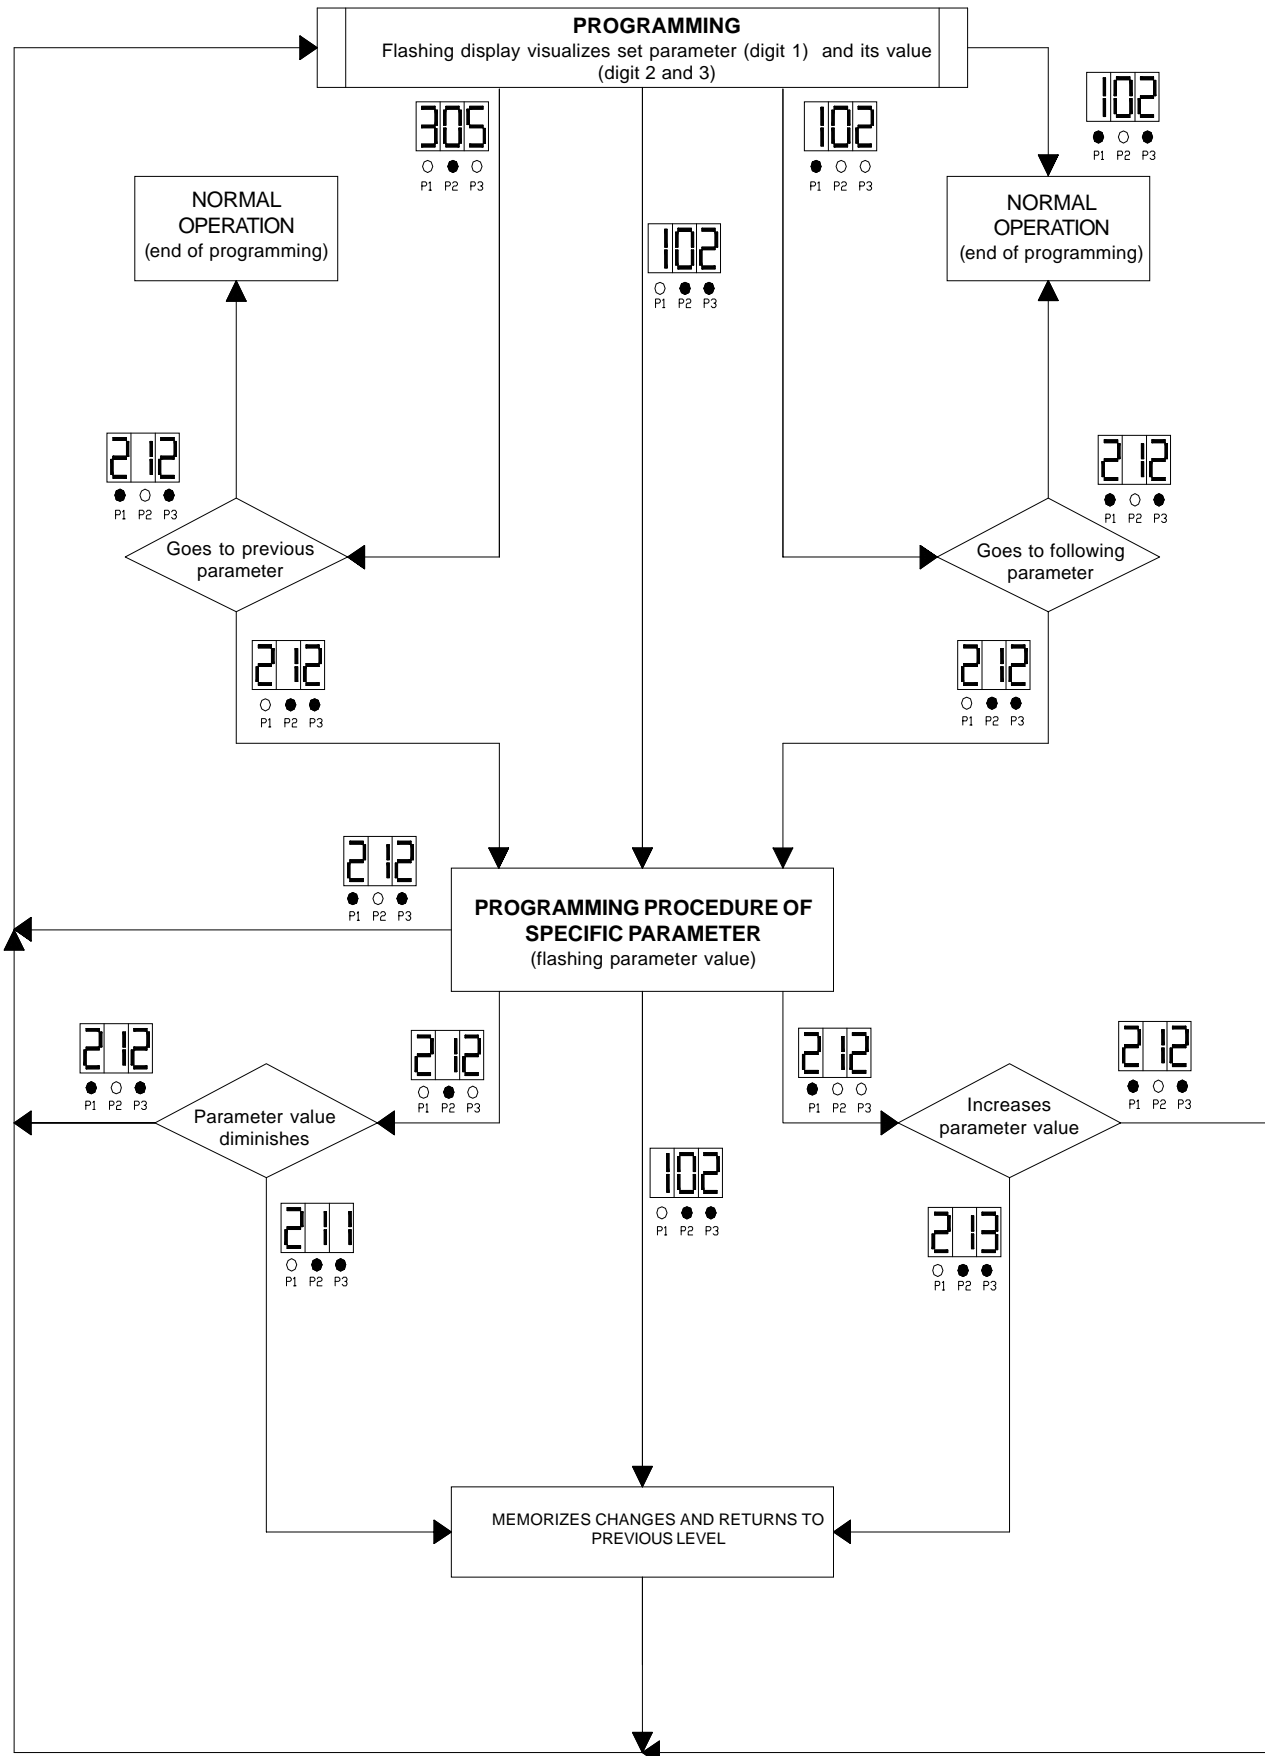 PROGRAMMING
Flashing display visualizes set parameter (digit 1) and its value
(digit 2 and 3)
305
P1 P2 P3
102
P1 P2 P3
102
P1 P2 P3
NORMAL
OPERATION
(end of programming)
NORMAL
OPERATION
(end of programming)
102
P1 P2 P3
212
P1 P2 P3
212
P1 P2 P3
Goes to previous
parameter
Goes to following
parameter
212
P1 P2 P3
212
P1 P2 P3
212
P1 P2 P3
PROGRAMMING PROCEDURE OF
SPECIFIC PARAMETER
(flashing parameter value)
212
P1 P2 P3
212
P1 P2 P3
212
P1 P2 P3
212
P1 P2 P3
Parameter value
diminishes
Increases
parameter value
102
P1 P2 P3
211
P1 P2 P3
213
P1 P2 P3
MEMORIZES CHANGES AND RETURNS TO
PREVIOUS LEVEL